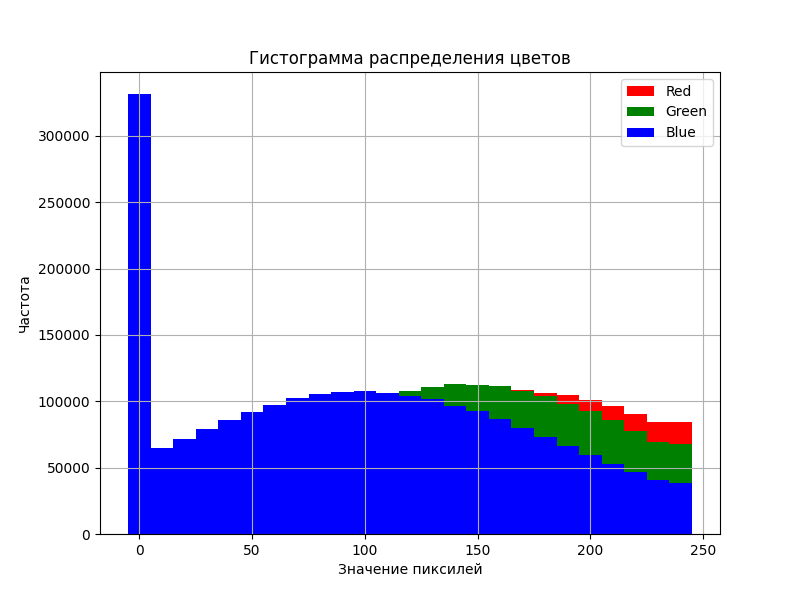 Гистограмма распределения цветов
Red
Green
Blue
300000
250000
200000
150000
100000
50000
0
Частота
0 50 100 150 200 250
Значение пиксилей